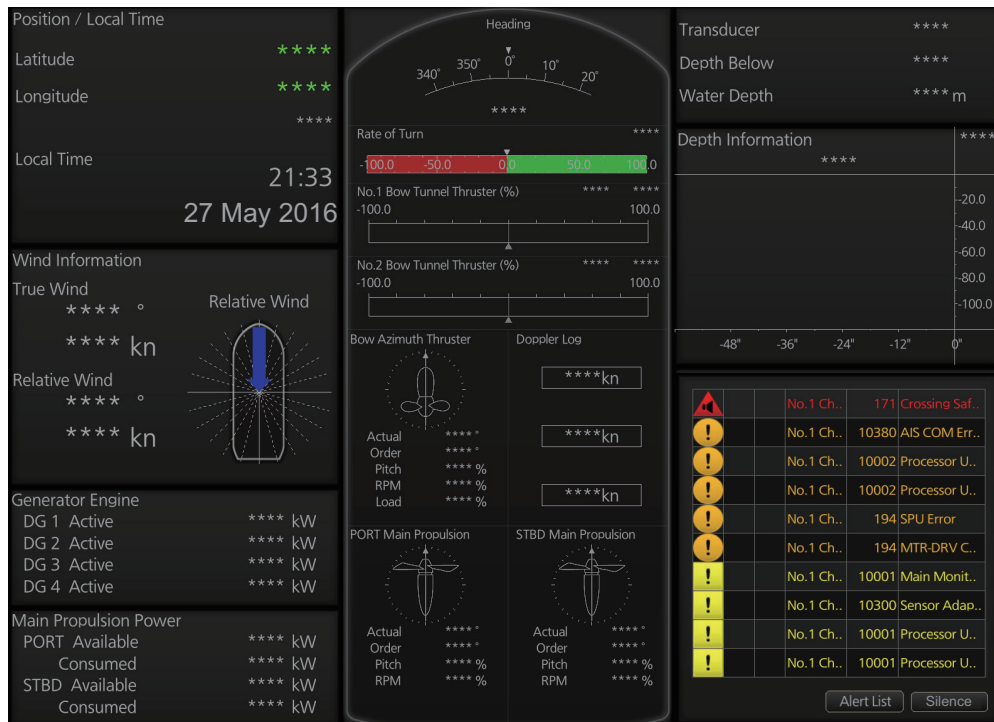 Position / Local Time
Latitude ****
Longitude ****
****
Local Time
21:33
27 May 2016
Wind Information
True Wind
**** °
**** kn
Relative Wind
Relative Wind
**** °
**** kn
Generator Engine
DG 1 Active **** kW
DG 2 Active **** kW
DG 3 Active **** kW
DG 4 Active **** kW
Main Propulsion Power
PORT Available **** kW
Consumed **** kW
STBD Available **** kW
Consumed **** kW
Heading
340° 350° 0° 10° 20°
****
Rate of Turn ****
-100.0 -50.0 0.0 50.0 100.0
No.1 Bow Tunnel Thruster (%) **** ****
-100.0 100.0
No.2 Bow Tunnel Thruster (%) **** ****
-100.0 100.0
Bow Azimuth Thruster
Actual **** °
Order **** °
Pitch **** %
RPM **** %
Load **** %
Doppler Log
****kn
****kn
****kn
PORT Main Propulsion
Actual **** °
Order **** °
Pitch **** %
RPM **** %
STBD Main Propulsion
Actual **** °
Order **** °
Pitch **** %
RPM **** %
Transducer ****
Depth Below ****
Water Depth **** m
Depth Information ****
****
-20.0
-40.0
-60.0
-80.0
-100.0
-48° -36° -24° -12° 0°
No.1 Ch.. 171 Crossing Saf..
! No.1 Ch.. 10380 AIS COM Err..
! No.1 Ch.. 10002 Processor U..
! No.1 Ch.. 10002 Processor U..
! No.1 Ch.. 194 SPU Error
! No.1 Ch.. 194 MTR-DRV C..
! No.1 Ch.. 10001 Main Monit..
! No.1 Ch.. 10300 Sensor Adap..
! No.1 Ch.. 10001 Processor U..
! No.1 Ch.. 10001 Processor U..
Alert List Silence